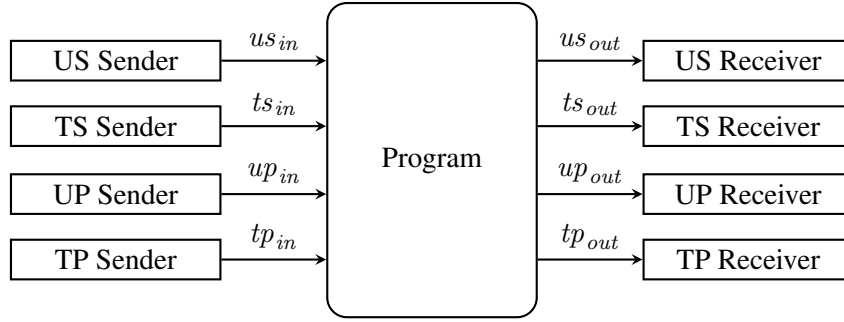 US Sender us_in us_out US Receiver
TS Sender ts_in ts_out TS Receiver
Program
UP Sender up_in up_out UP Receiver
TP Sender tp_in tp_out TP Receiver